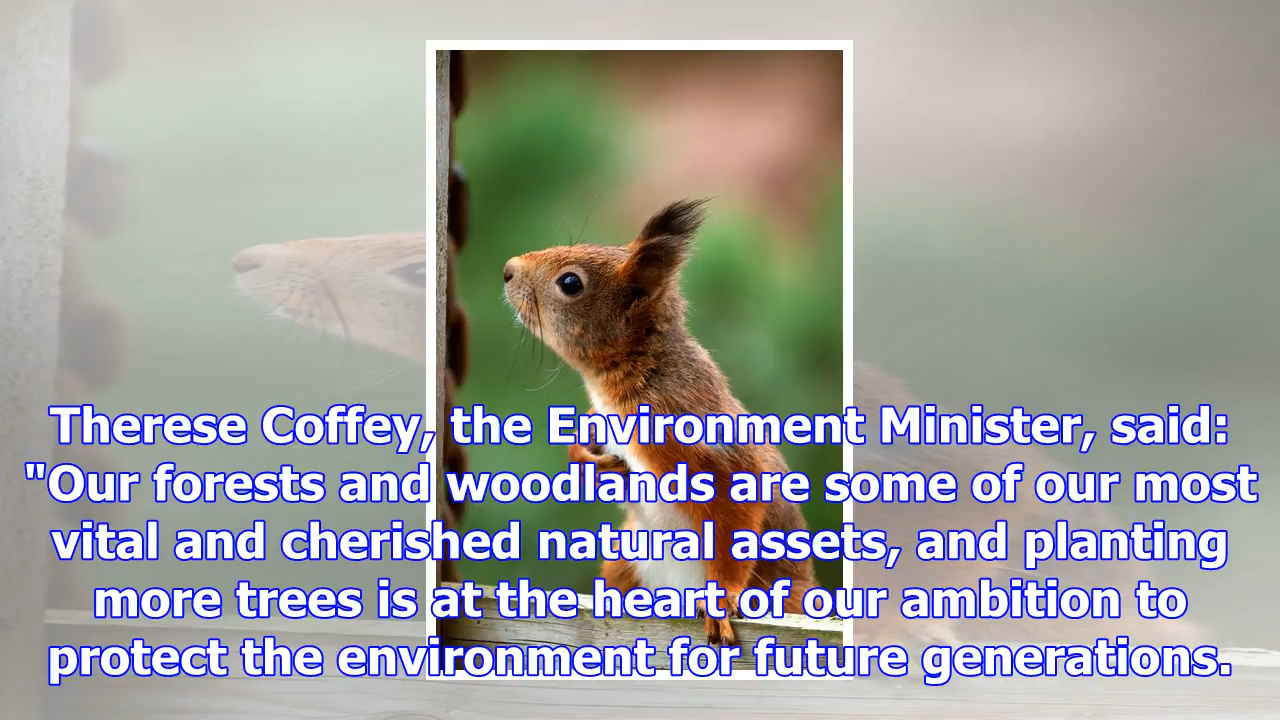 Therese Coffey, the Environment Minister, said:
"Our forests and woodlands are some of our most
vital and cherished natural assets, and planting
more trees is at the heart of our ambition to
protect the environment for future generations.